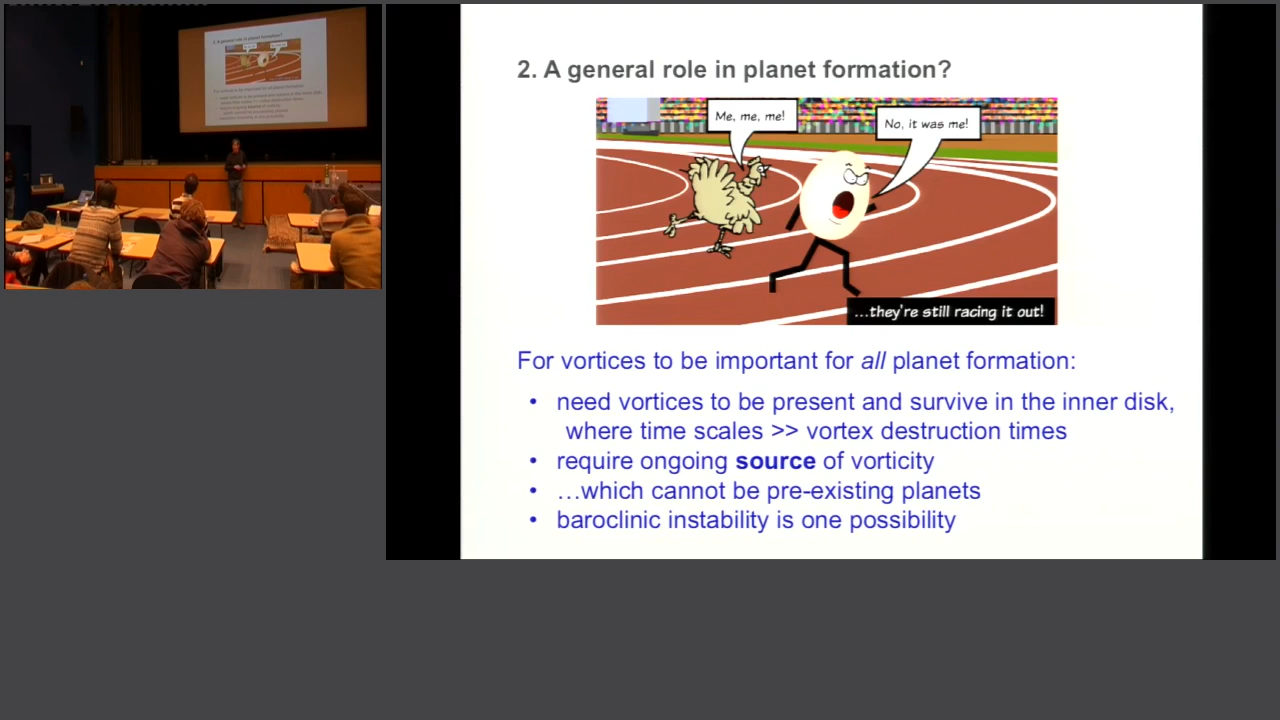 2. A general role in planet formation?
Me, me, me!
No, it was me!
...they're still racing it out!
For vortices to be important for all planet formation:
• need vortices to be present and survive in the inner disk,
where time scales >> vortex destruction times
• require ongoing source of vorticity
• …which cannot be pre-existing planets
• baroclinic instability is one possibility